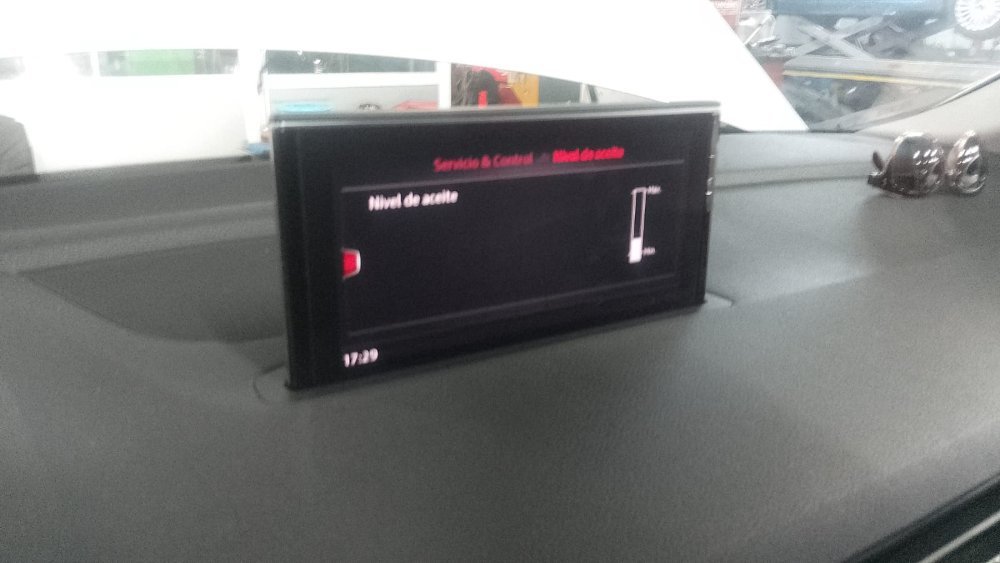 Servicio & Control
Nivel de aceite
Nivel de aceite
17:29